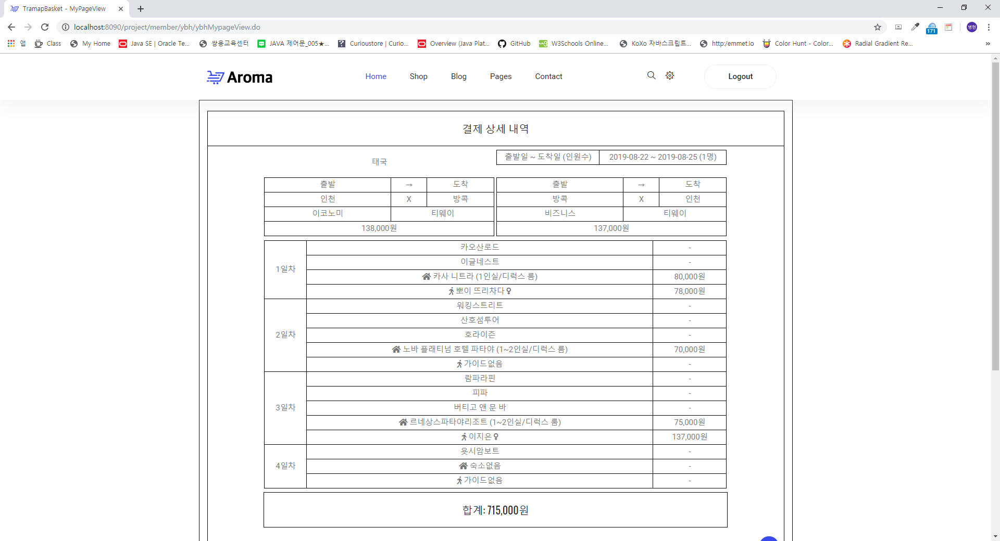 TramapBasket - MyPageView
localhost:8090/project/member/ybh/ybhMypageView.do
171
병현
앱 Class My Home Java SE | Oracle Te... 쌍용교육센터 JAVA 제어문_005★... Curioustore | Curio... Overview (Java Plat... GitHub W3Schools Online... KoXo 자바스크립트... http:/emmet.io Color Hunt - Color... Radial Gradient Re... »
Aroma Home Shop Blog Pages Contact Logout
결제 상세 내역
태국 출발일 ~ 도착일 (인원수) 2019-08-22 ~ 2019-08-25 (1명)
출발 → 도착 출발 → 도착
인천 X 방콕 방콕 X 인천
이코노미 티웨이 비즈니스 티웨이
138,000원 137,000원
1일차
카오산로드 -
이글네스트 -
카사 니트라 (1인실/디럭스 룸) 80,000원
뽀이 뜨리차다 78,000원
2일차
워킹스트리트 -
산호섬투어 -
호라이즌 -
노바 플래티넘 호텔 파타야 (1~2인실/디럭스 룸) 70,000원
가이드없음 -
3일차
람파라핀 -
피파 -
버티고 앤 문 바 -
르네상스파타야리조트 (1~2인실/디럭스 룸) 75,000원
이지은 137,000원
4일차
욧시암보트 -
숙소없음 -
가이드없음 -
합계: 715,000원